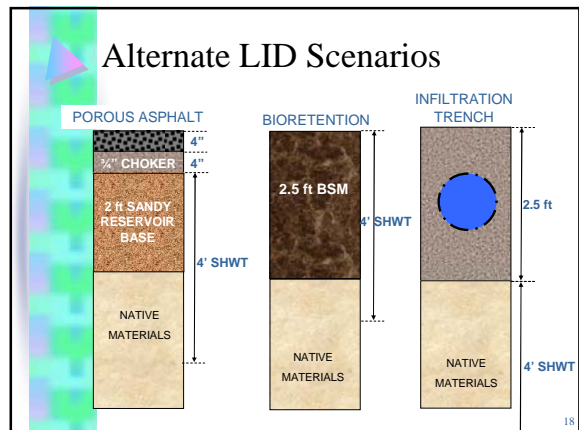 Alternate LID Scenarios
POROUS ASPHALT
4"
¾" CHOKER
4"
2 ft SANDY
RESERVOIR
BASE
4' SHWT
NATIVE
MATERIALS
BIORETENTION
2.5 ft BSM
4' SHWT
NATIVE
MATERIALS
INFILTRATION
TRENCH
2.5 ft
NATIVE
MATERIALS
4' SHWT
18